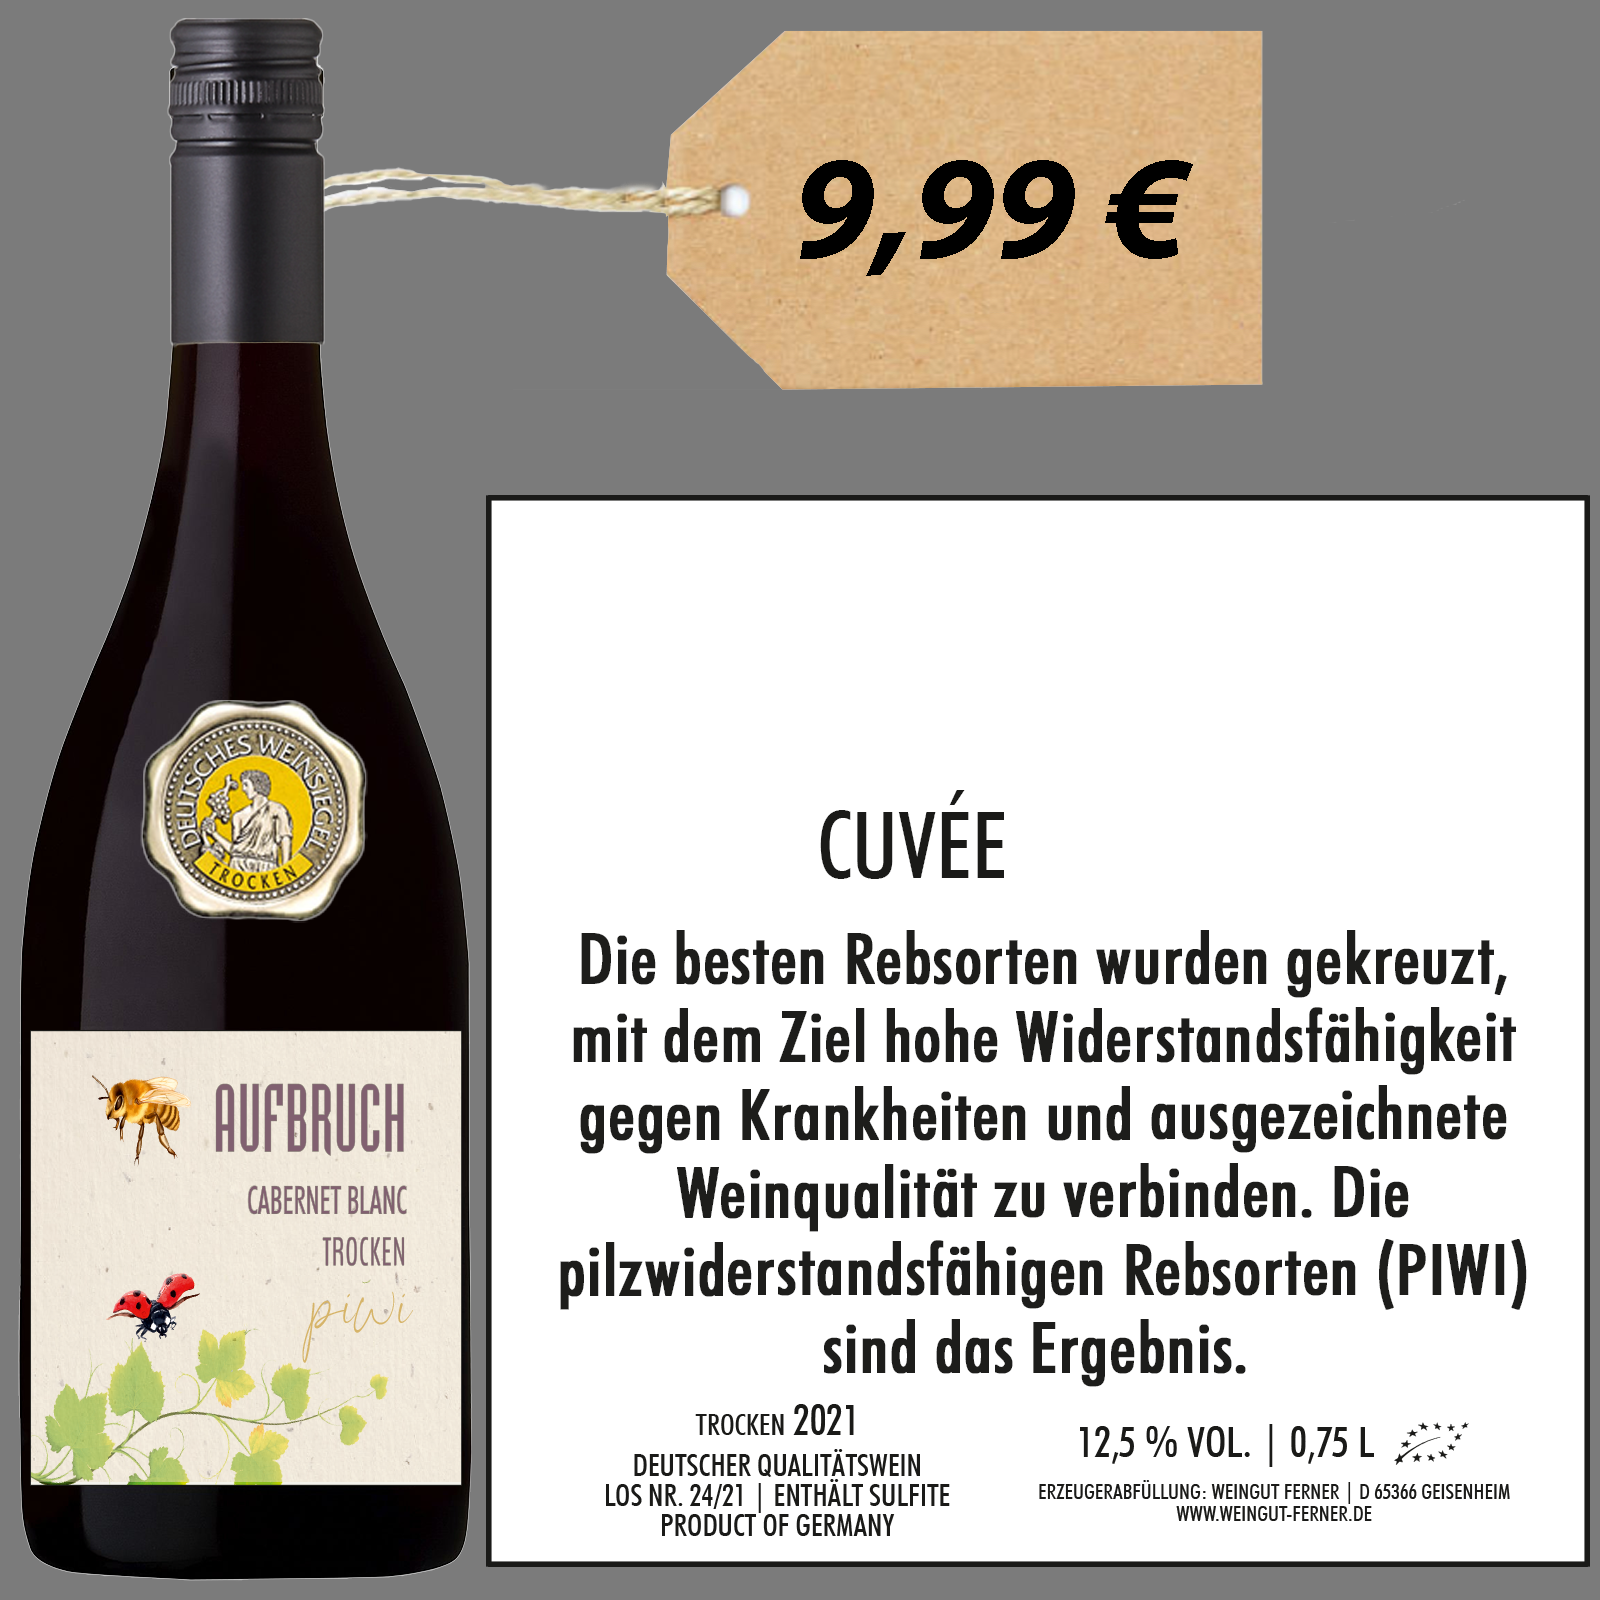 9,99 €
DEUTSCHES WEINSIEGEL
TROCKEN
AUFBRUCH
CABERNET BLANC
TROCKEN
piwi
CUVÉE
Die besten Rebsorten wurden gekreuzt,
mit dem Ziel hohe Widerstandsfähigkeit
gegen Krankheiten und ausgezeichnete
Weinqualität zu verbinden. Die
pilzwiderstandsfähigen Rebsorten (PIWI)
sind das Ergebnis.
TROCKEN 2021
DEUTSCHER QUALITÄTSWEIN
LOS NR. 24/21 | ENTHÄLT SULFITE
PRODUCT OF GERMANY
12,5 % VOL. | 0,75 L
ERZEUGERABFÜLLUNG: WEINGUT FERNER | D 65366 GEISENHEIM
WWW.WEINGUT-FERNER.DE